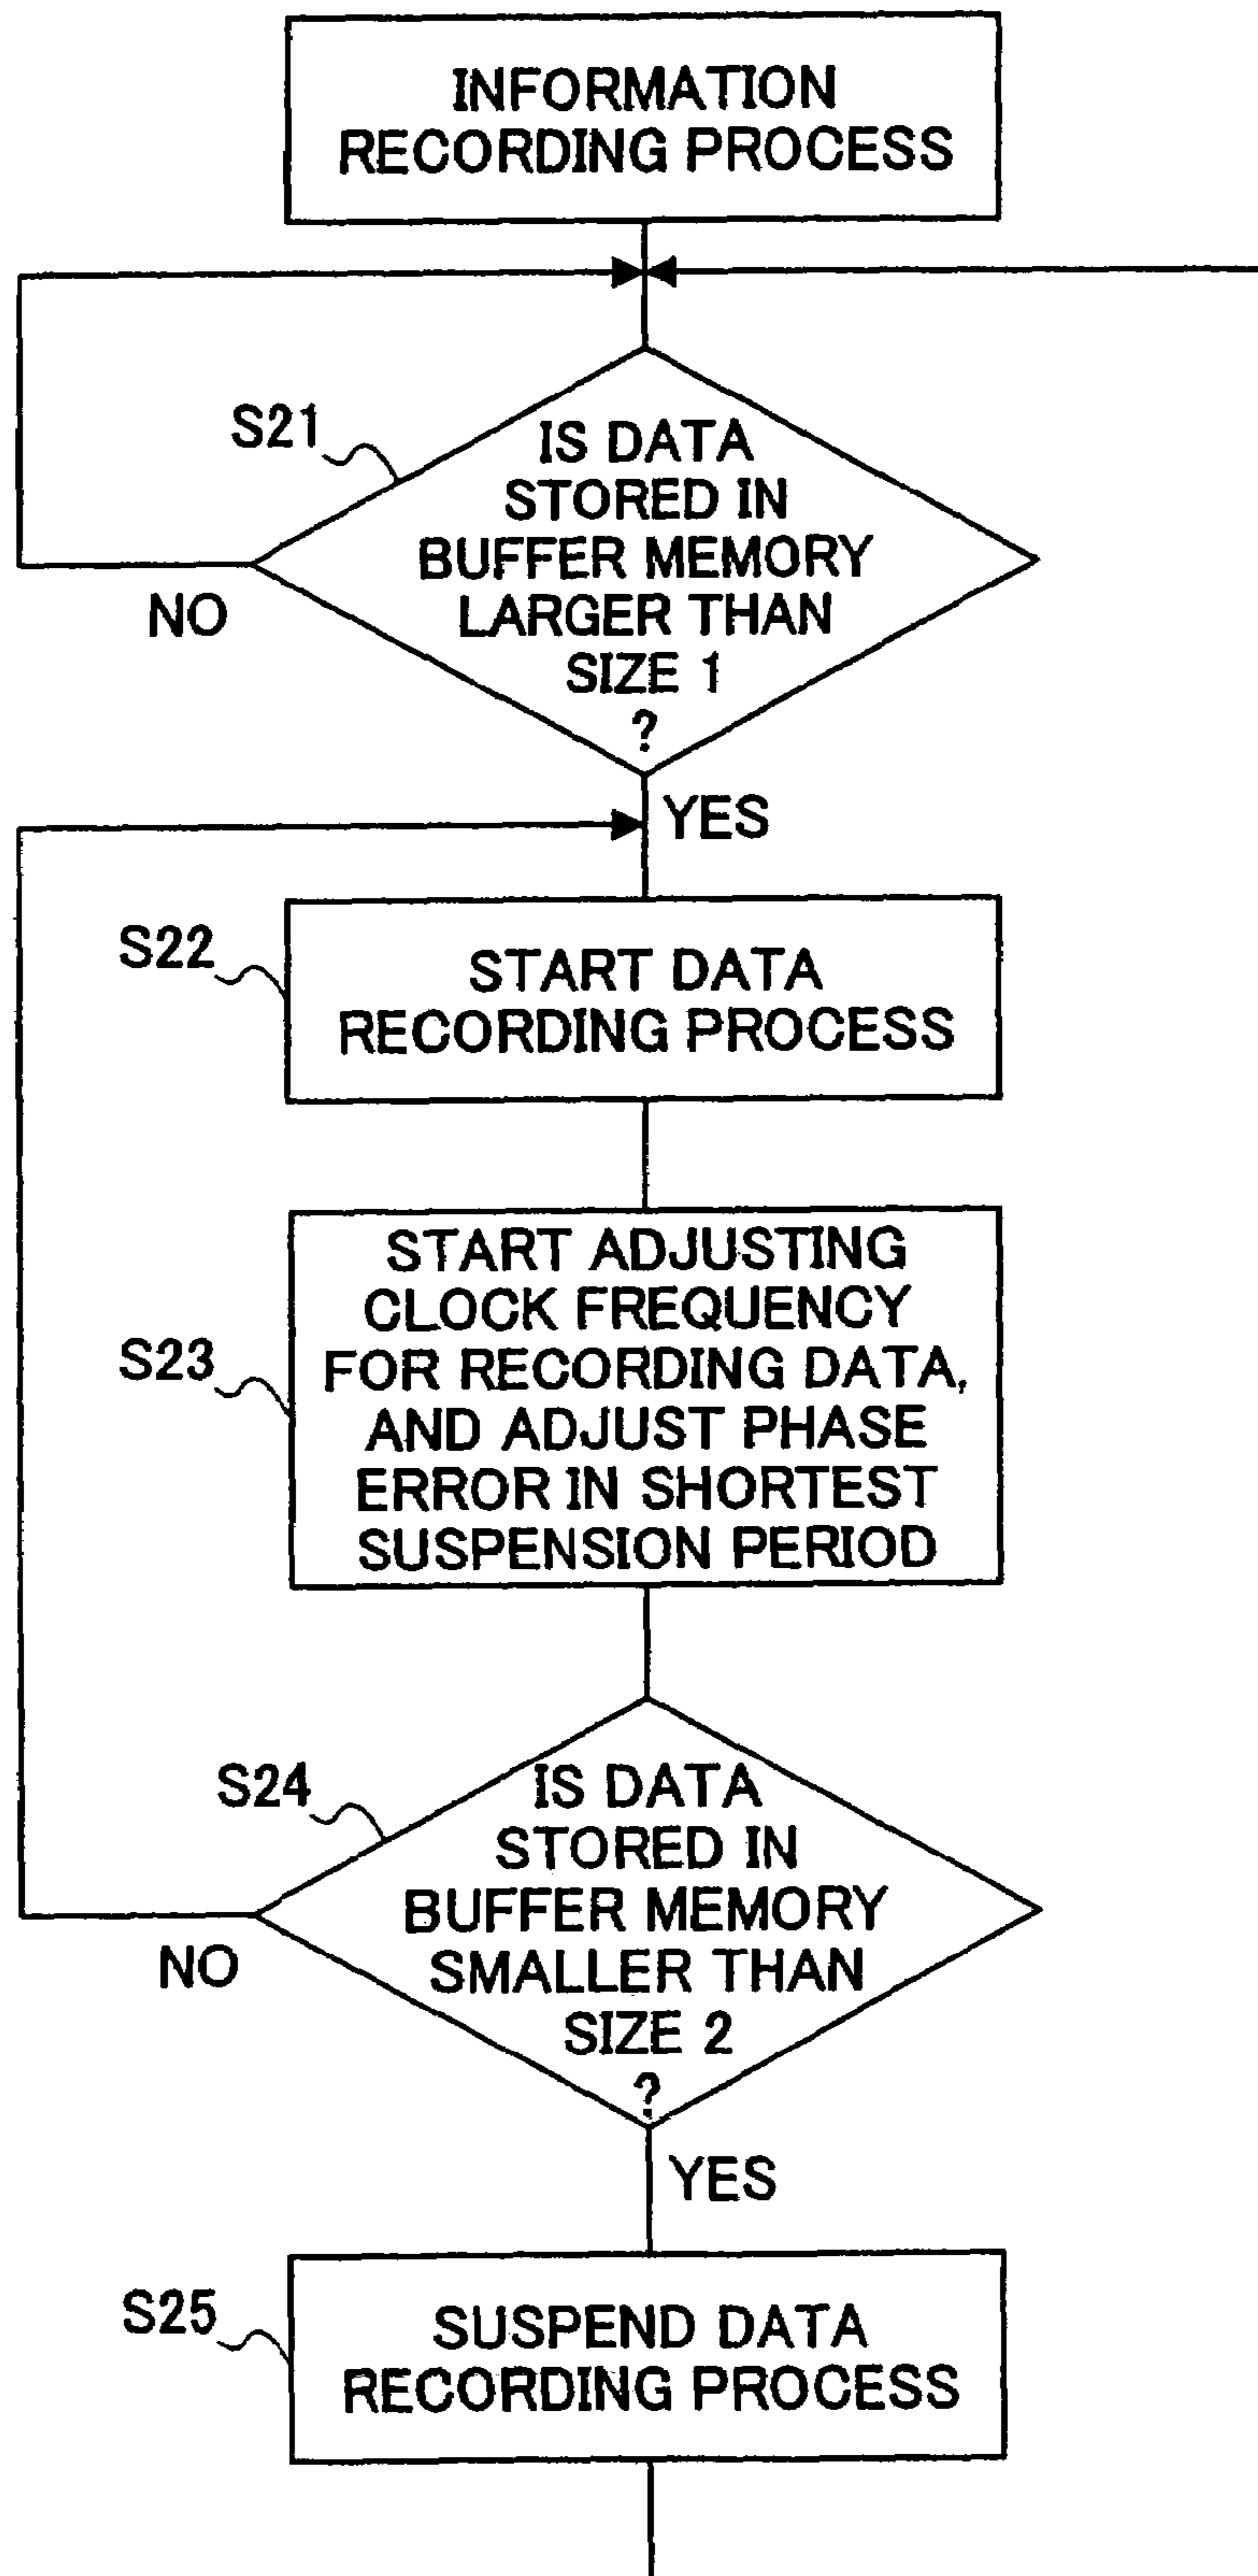 INFORMATION
RECORDING PROCESS
S21
IS DATA
STORED IN
BUFFER MEMORY
LARGER THAN
SIZE 1
?
NO
YES
S22
START DATA
RECORDING PROCESS
S23
START ADJUSTING
CLOCK FREQUENCY
FOR RECORDING DATA,
AND ADJUST PHASE
ERROR IN SHORTEST
SUSPENSION PERIOD
S24
IS DATA
STORED IN
BUFFER MEMORY
SMALLER THAN
SIZE 2
?
NO
YES
S25
SUSPEND DATA
RECORDING PROCESS